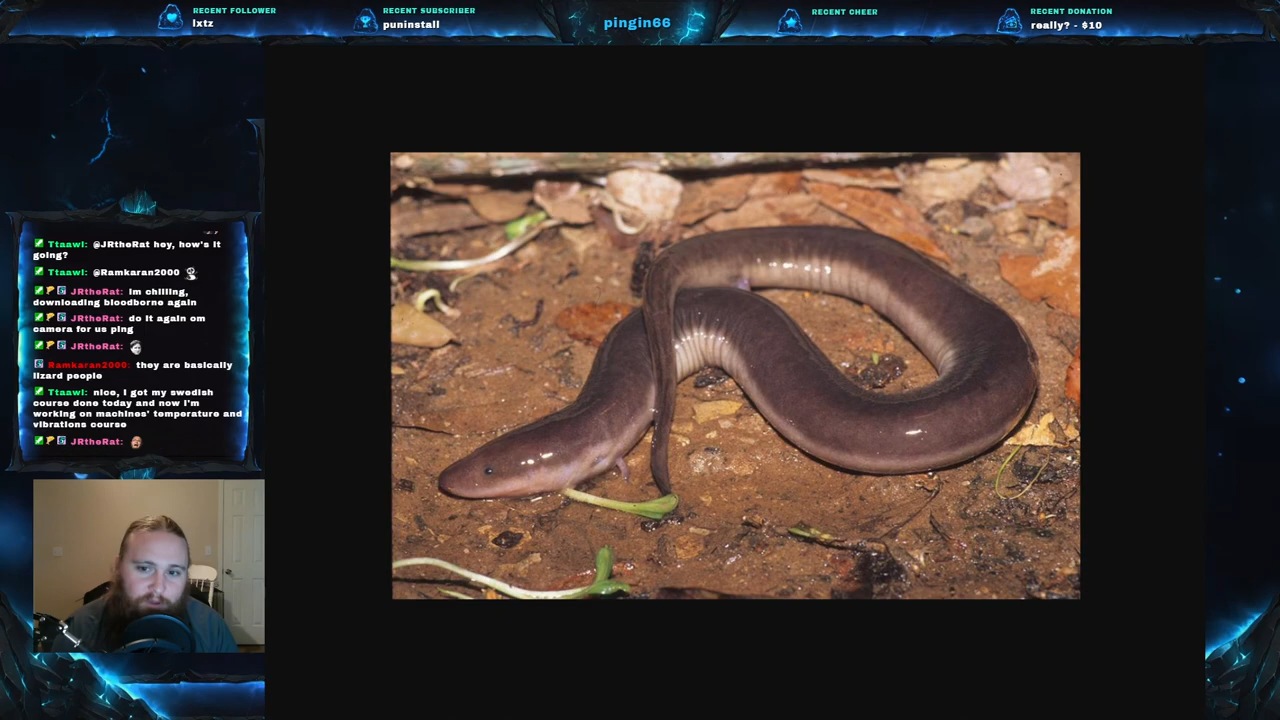 RECENT FOLLOWER
lxtz
RECENT SUBSCRIBER
puninstall
pingin66
RECENT CHEER
RECENT DONATION
really? - $10
Ttaawi: @JRtheRat hey, how's it
going?
Ttaawi: @Ramkaran2000
JRtheRat: im chilling,
downloading bloodborne again
JRtheRat: do it again om
camera for us ping
JRtheRat:
Ramkaran2000: they are basically
lizard people
Ttaawi: nice, I got my swedish
course done today and now I'm
working on machines' temperature and
vibrations course
JRtheRat: